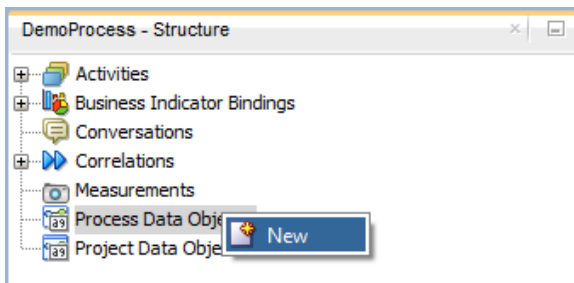 DemoProcess - Structure
Activities
Business Indicator Bindings
Conversations
Correlations
Measurements
Process Data Obje
New
Project Data Obje